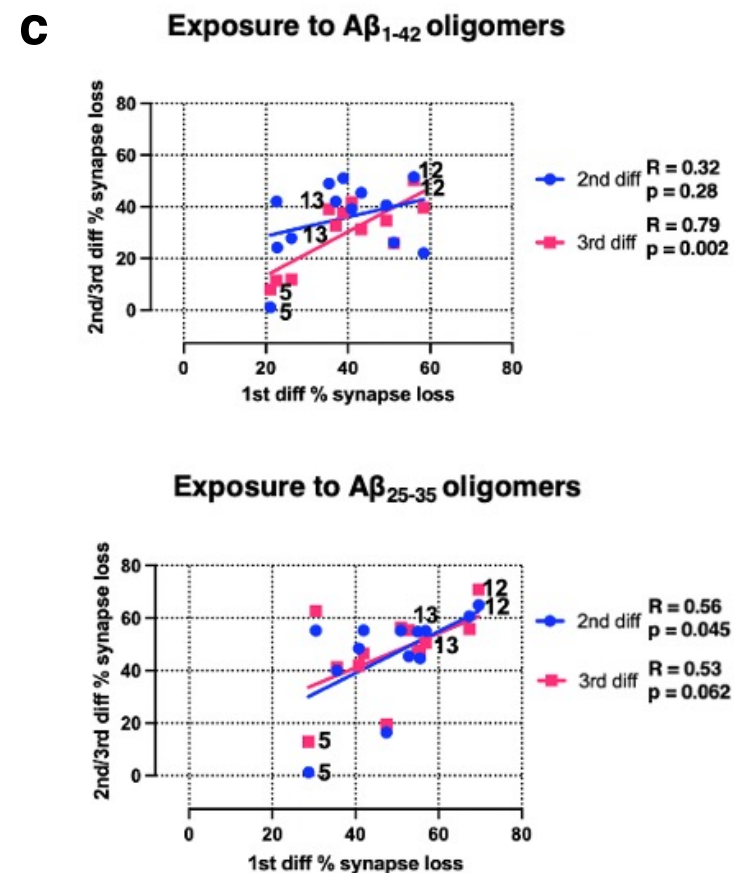 C
Exposure to Aβ1-42 oligomers
2nd/3rd diff % synapse loss
80
60
40
20
0
12
12
13
13
5
5
0 20 40 60 80
1st diff % synapse loss
2nd diff R = 0.32
p = 0.28
3rd diff R = 0.79
p = 0.002
Exposure to Aβ25-35 oligomers
2nd/3rd diff % synapse loss
80
60
40
20
0
12
12
13
13
5
5
0 20 40 60 80
1st diff % synapse loss
2nd diff R = 0.56
p = 0.045
3rd diff R = 0.53
p = 0.062